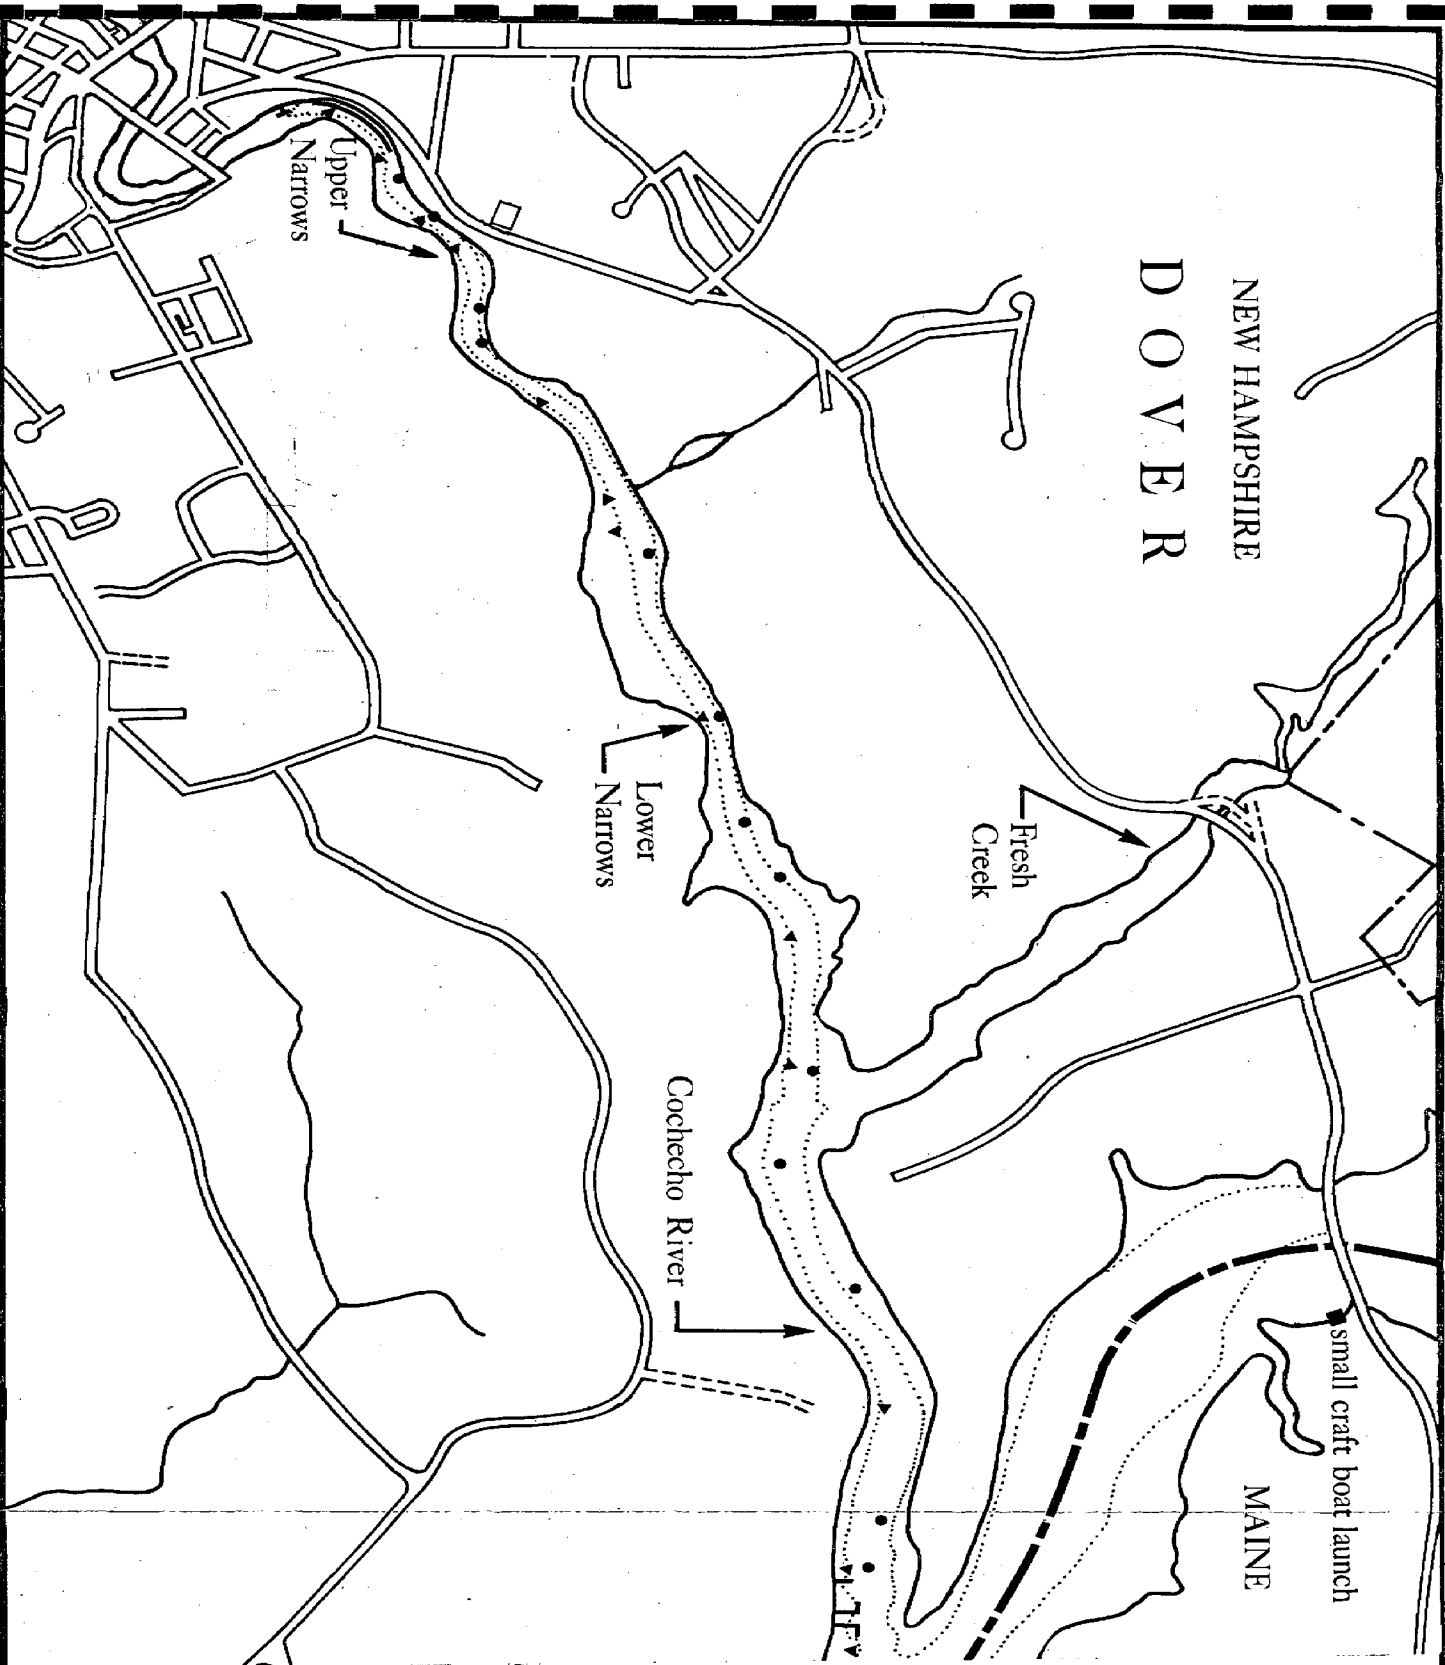 NEW HAMPSHIRE
DOVER
Upper
Narrows
Lower
Narrows
Fresh
Creek
Cochecho River
small craft boat launch
MAINE